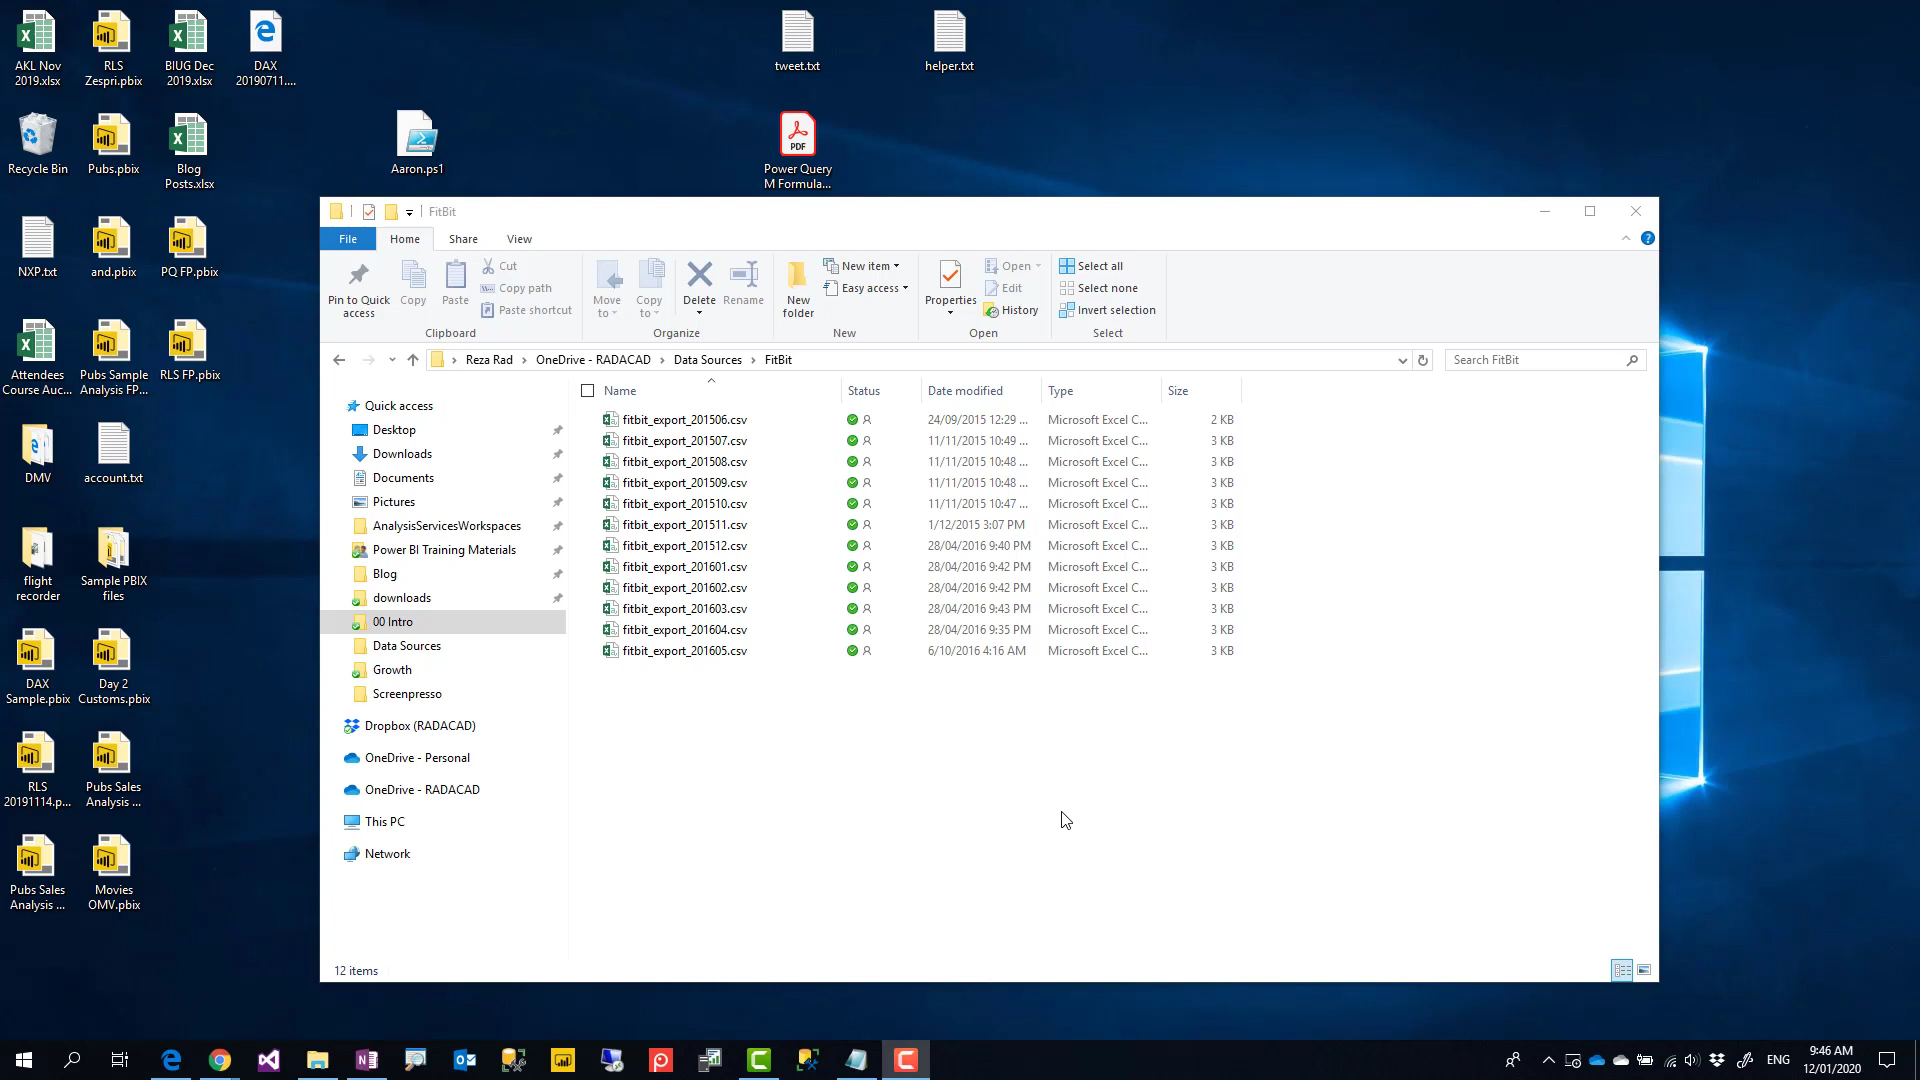 AKL Nov
2019.xlsx
RLS
Zespri.pbix
BIUG Dec
2019.xlsx
DAX
20190711....
tweet.txt
helper.txt
Recycle Bin
Pubs.pbix
Blog
Posts.xlsx
Aaron.ps1
PDF
Power Query
M Formula...
NXP.txt
and.pbix
PQ FP.pbix
Attendees
Course Auc...
Pubs Sample
Analysis FP...
RLS FP.pbix
DMV
account.txt
flight
recorder
Sample PBIX
files
DAX
Sample.pbix
Day 2
Customs.pbix
RLS
20191114.p...
Pubs Sales
Analysis ...
Pubs Sales
Analysis ...
Movies
OMV.pbix
FitBit
File Home Share View
Pin to Quick
access
Copy
Paste
Cut
Copy path
Paste shortcut
Clipboard
Move
to
Copy
to
Delete
Rename
Organize
New
folder
New item
Easy access
New
Properties
Open
Edit
History
Open
Select all
Select none
Invert selection
Select
Reza Rad > OneDrive - RADACAD > Data Sources > FitBit
Search FitBit
Quick access
Desktop
Downloads
Documents
Pictures
AnalysisServicesWorkspaces
Power BI Training Materials
Blog
downloads
00 Intro
Data Sources
Growth
Screenpresso
Dropbox (RADACAD)
OneDrive - Personal
OneDrive - RADACAD
This PC
Network
Name Status Date modified Type Size
fitbit_export_201506.csv 24/09/2015 12:29 ... Microsoft Excel C... 2 KB
fitbit_export_201507.csv 11/11/2015 10:49 ... Microsoft Excel C... 3 KB
fitbit_export_201508.csv 11/11/2015 10:48 ... Microsoft Excel C... 3 KB
fitbit_export_201509.csv 11/11/2015 10:48 ... Microsoft Excel C... 3 KB
fitbit_export_201510.csv 11/11/2015 10:47 ... Microsoft Excel C... 3 KB
fitbit_export_201511.csv 1/12/2015 3:07 PM Microsoft Excel C... 3 KB
fitbit_export_201512.csv 28/04/2016 9:40 PM Microsoft Excel C... 3 KB
fitbit_export_201601.csv 28/04/2016 9:42 PM Microsoft Excel C... 3 KB
fitbit_export_201602.csv 28/04/2016 9:42 PM Microsoft Excel C... 3 KB
fitbit_export_201603.csv 28/04/2016 9:43 PM Microsoft Excel C... 3 KB
fitbit_export_201604.csv 28/04/2016 9:35 PM Microsoft Excel C... 3 KB
fitbit_export_201605.csv 6/10/2016 4:16 AM Microsoft Excel C... 3 KB
12 items
ENG
9:46 AM
12/01/2020